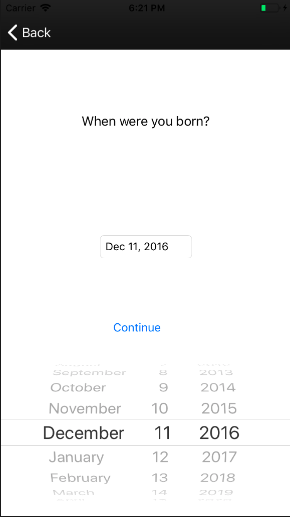 Carrier 6:21 PM
Back
When were you born?
Dec 11, 2016
Continue
September 8 2013
October 9 2014
November 10 2015
December 11 2016
January 12 2017
February 13 2018
March 14 2019